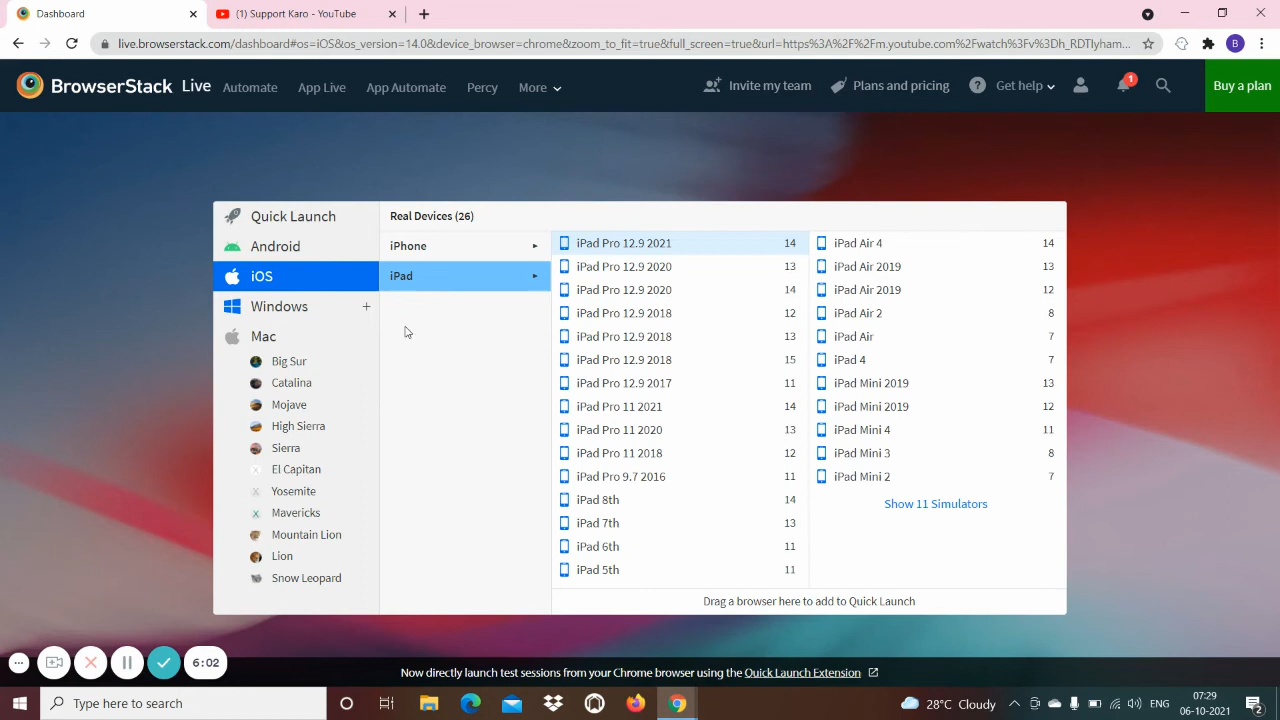 Dashboard
(1) Support Karo - YouTube
live.browserstack.com/dashboard#os=iOS&os_version=14.0&device_browser=chrome&zoom_to_fit=true&full_screen=true&url=https%3A%2F%2Fm.youtube.com%2Fwatch%3Fv%3Dh_RDTlyham...
B
BrowserStack Live
Automate
App Live
App Automate
Percy
More
Invite my team
Plans and pricing
? Get help
1
Buy a plan
Quick Launch
Android
iOS
Windows +
Mac
Big Sur
Catalina
Mojave
High Sierra
Sierra
El Capitan
Yosemite
Mavericks
Mountain Lion
Lion
Snow Leopard
Real Devices (26)
iPhone
iPad
iPad Pro 12.9 2021 14
iPad Pro 12.9 2020 13
iPad Pro 12.9 2020 14
iPad Pro 12.9 2018 12
iPad Pro 12.9 2018 13
iPad Pro 12.9 2018 15
iPad Pro 12.9 2017 11
iPad Pro 11 2021 14
iPad Pro 11 2020 13
iPad Pro 11 2018 12
iPad Pro 9.7 2016 11
iPad 8th 14
iPad 7th 13
iPad 6th 11
iPad 5th 11
iPad Air 4 14
iPad Air 2019 13
iPad Air 2019 12
iPad Air 2 8
iPad Air 7
iPad 4 7
iPad Mini 2019 13
iPad Mini 2019 12
iPad Mini 4 11
iPad Mini 3 8
iPad Mini 2 7
Show 11 Simulators
Drag a browser here to add to Quick Launch
6:02
Now directly launch test sessions from your Chrome browser using the Quick Launch Extension
Type here to search
28°C Cloudy
ENG
07:29
06-10-2021
2